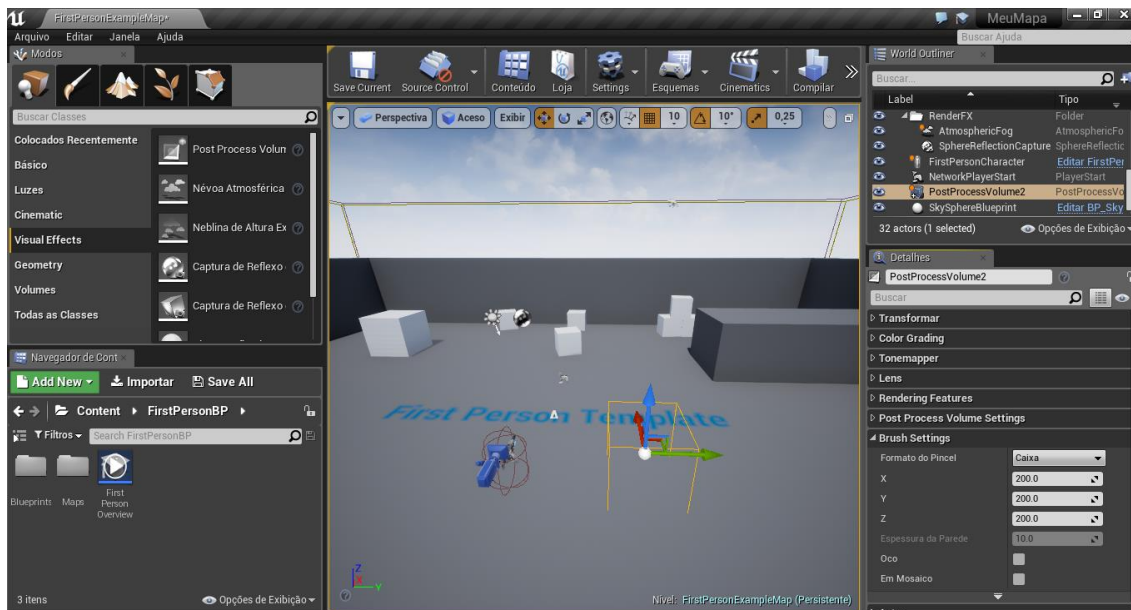 FirstPersonExampleMap•
MeuMapa
Arquivo Editar Janela Ajuda
Buscar Ajuda
Modos
Buscar Classes
Colocados Recentemente
Básico
Luzes
Cinematic
Visual Effects
Geometry
Volumes
Todas as Classes
Post Process Volun
Névoa Atmosférica
Neblina de Altura Ex
Captura de Reflexo
Captura de Reflexo
Navegador de Cont
Add New Importar Save All
Content FirstPersonBP
Filtros Search FirstPersonBP
Blueprints Maps First Person Overview
3 itens Opções de Exibição
Save Current Source Control Conteúdo Loja Settings Esquemas Cinematics Compilar
Perspectiva Aceso Exibir 10 10° 0,25
First Person Template
Z
X
Y
Nível: FirstPersonExampleMap (Persistente)
World Outliner
Buscar...
Label Tipo
RenderFX Folder
AtmosphericFog AtmosphericFo
SphereReflectionCapture SphereReflectic
FirstPersonCharacter Editar FirstPer
NetworkPlayerStart PlayerStart
PostProcessVolume2 PostProcessVo
SkySphereBlueprint Editar BP_Sky
32 actors (1 selected) Opções de Exibição
Detalhes
PostProcessVolume2
Buscar
Transformar
Color Grading
Tonemapper
Lens
Rendering Features
Post Process Volume Settings
Brush Settings
Formato do Pincel Caixa
X 200.0
Y 200.0
Z 200.0
Espessura da Parede 10.0
Oco
Em Mosaico